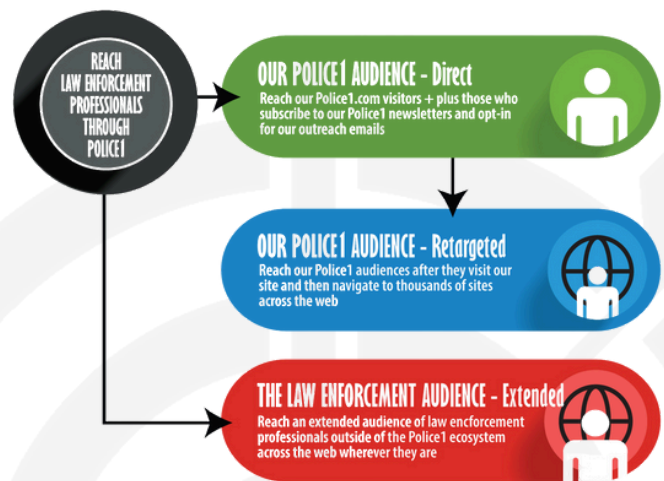 REACH
LAW ENFORCEMENT
PROFESSIONALS
THROUGH
POLICE1
OUR POLICE1 AUDIENCE - Direct
Reach our Police1.com visitors + plus those who
subscribe to our Police1 newsletters and opt-in
for our outreach emails
OUR POLICE1 AUDIENCE - Retargeted
Reach our Police1 audiences after they visit our
site and then navigate to thousands of sites
across the web
THE LAW ENFORCEMENT AUDIENCE - Extended
Reach an extended audience of law encforcement
professionals outside of the Police1 ecosystem
across the web wherever they are